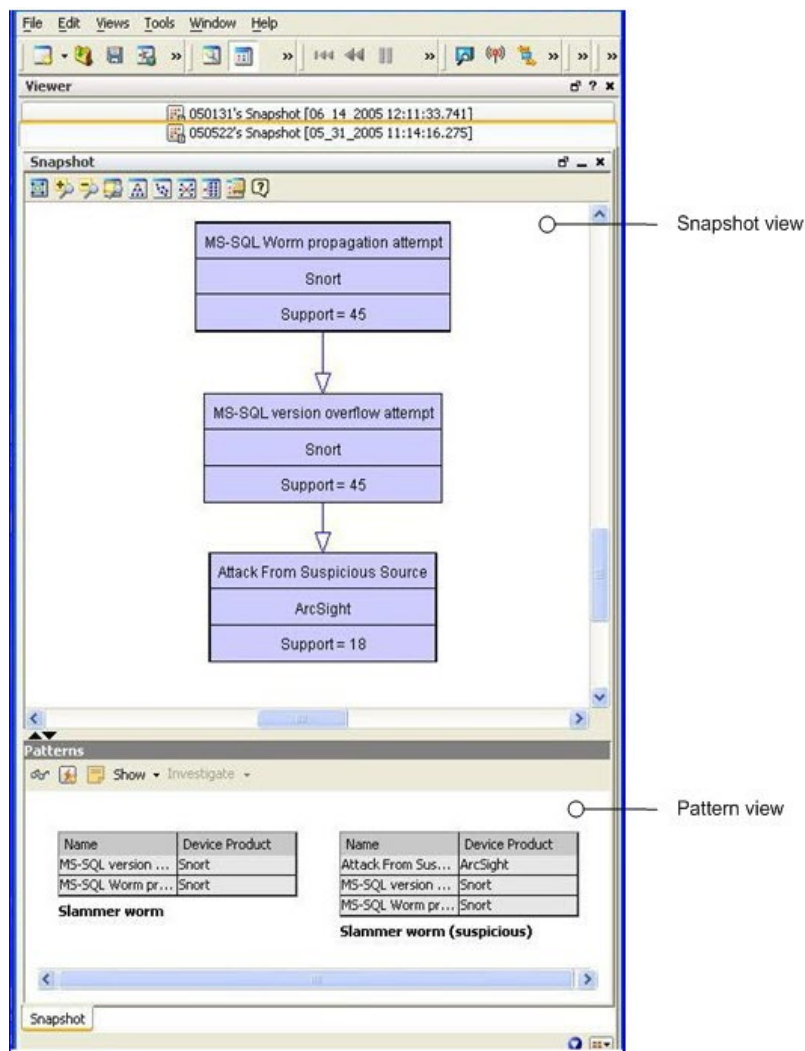 File Edit Views Tools Window Help
Viewer
050131's Snapshot [06_14_2005 12:11:33.741]
050522's Snapshot [05_31_2005 11:14:16.275]
Snapshot
Snapshot view
MS-SQL Worm propagation attempt
Snort
Support = 45
MS-SQL version overflow attempt
Snort
Support = 45
Attack From Suspicious Source
ArcSight
Support = 18
Patterns
Show Investigate
Pattern view
Name Device Product
MS-SQL version ... Snort
MS-SQL Worm pr... Snort
Slammer worm
Name Device Product
Attack From Sus... ArcSight
MS-SQL version ... Snort
MS-SQL Worm pr... Snort
Slammer worm (suspicious)
Snapshot